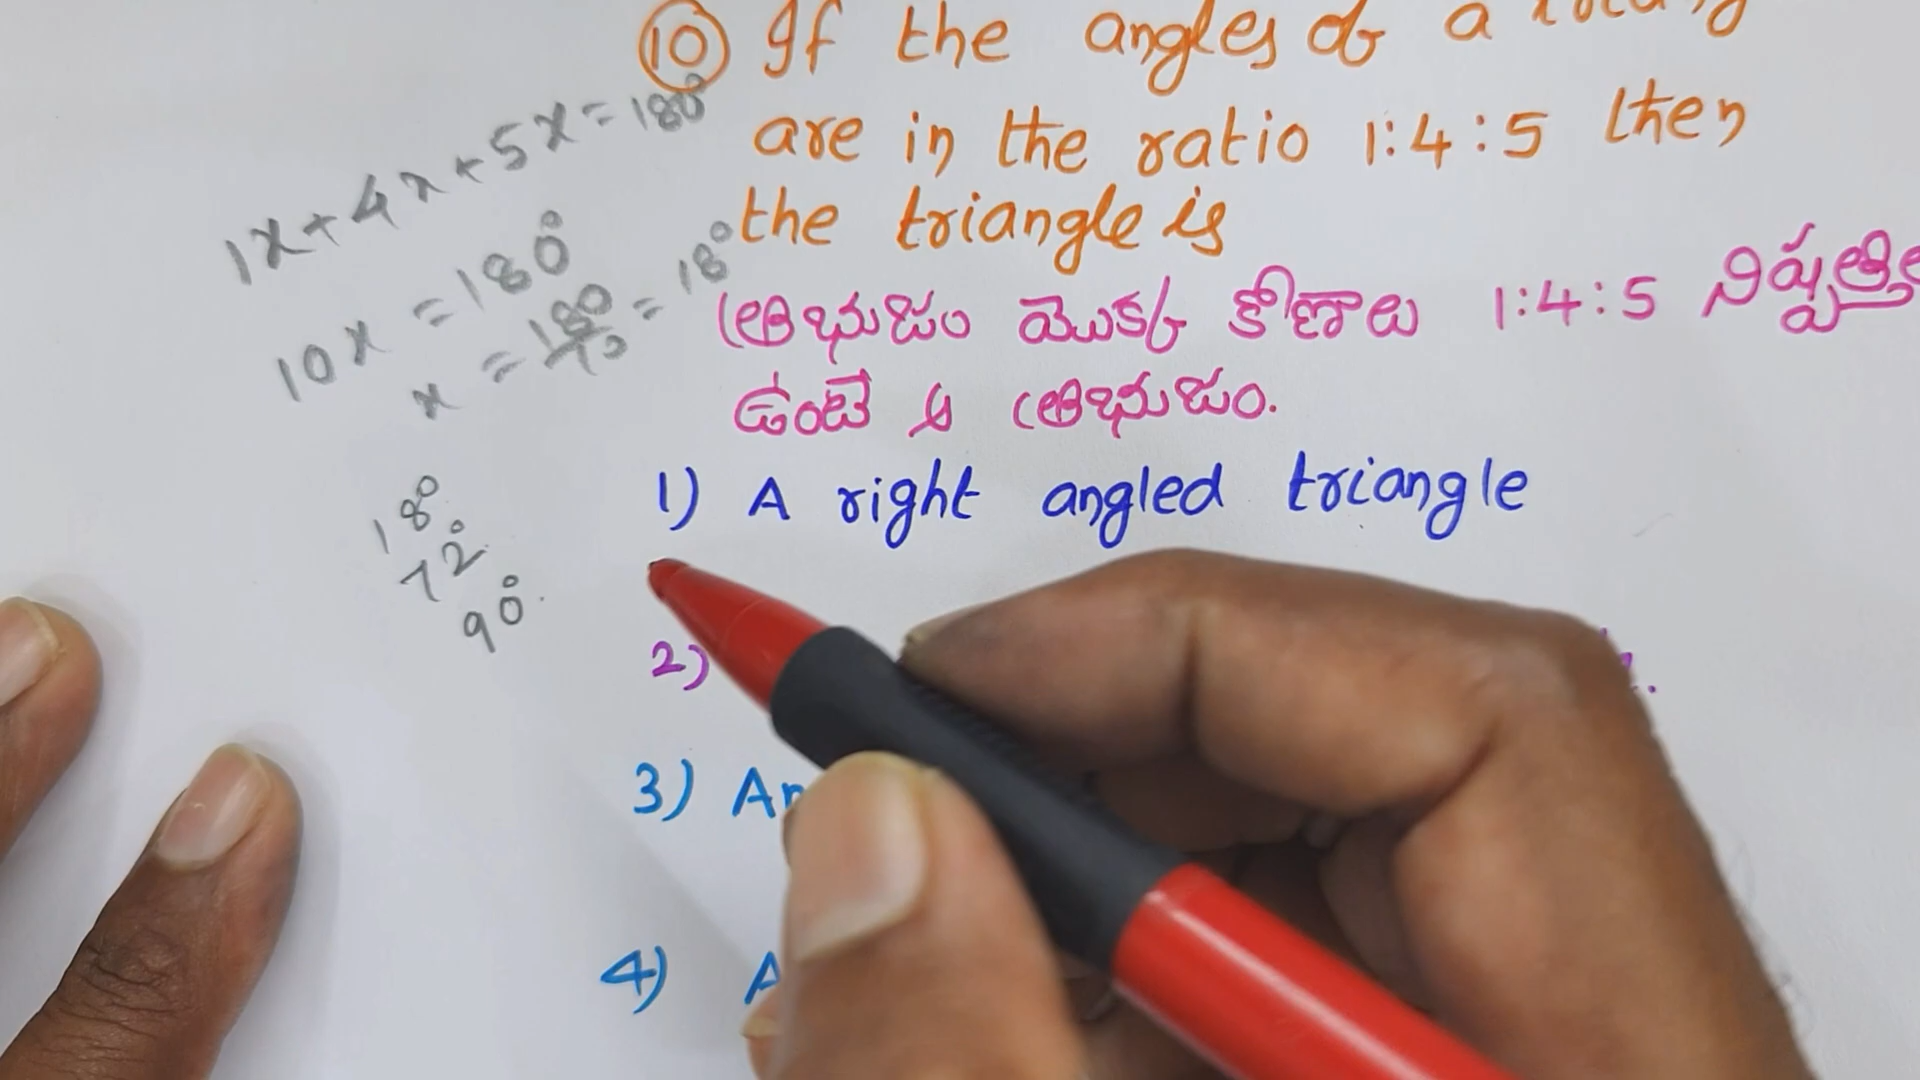 10 If the angles of a
are in the ratio 1:4:5 then
the triangle is
త్రిభుజం యొక్క కోణాలు 1:4:5
ఉంటే ఆ త్రిభుజం.
1x+4x+5x=180°
10x = 180°
x = 180/10 = 18°
18°
72°
90°
1) A right angled triangle
2)
3)
4)